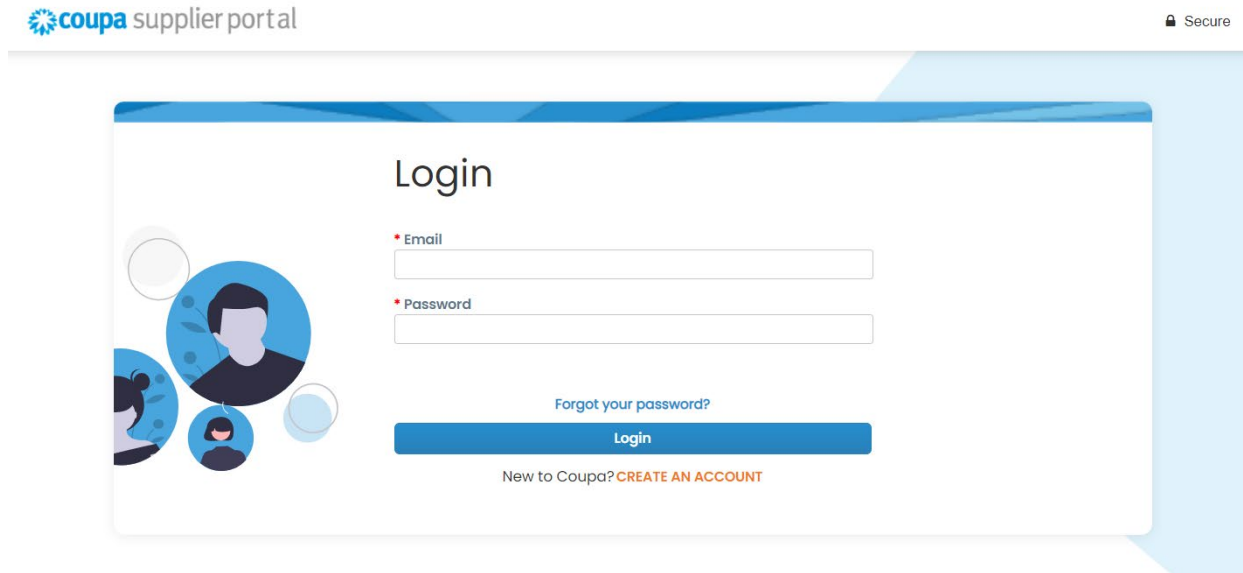 coupa supplier portal
Secure
Login
* Email
* Password
Forgot your password?
Login
New to Coupa? CREATE AN ACCOUNT